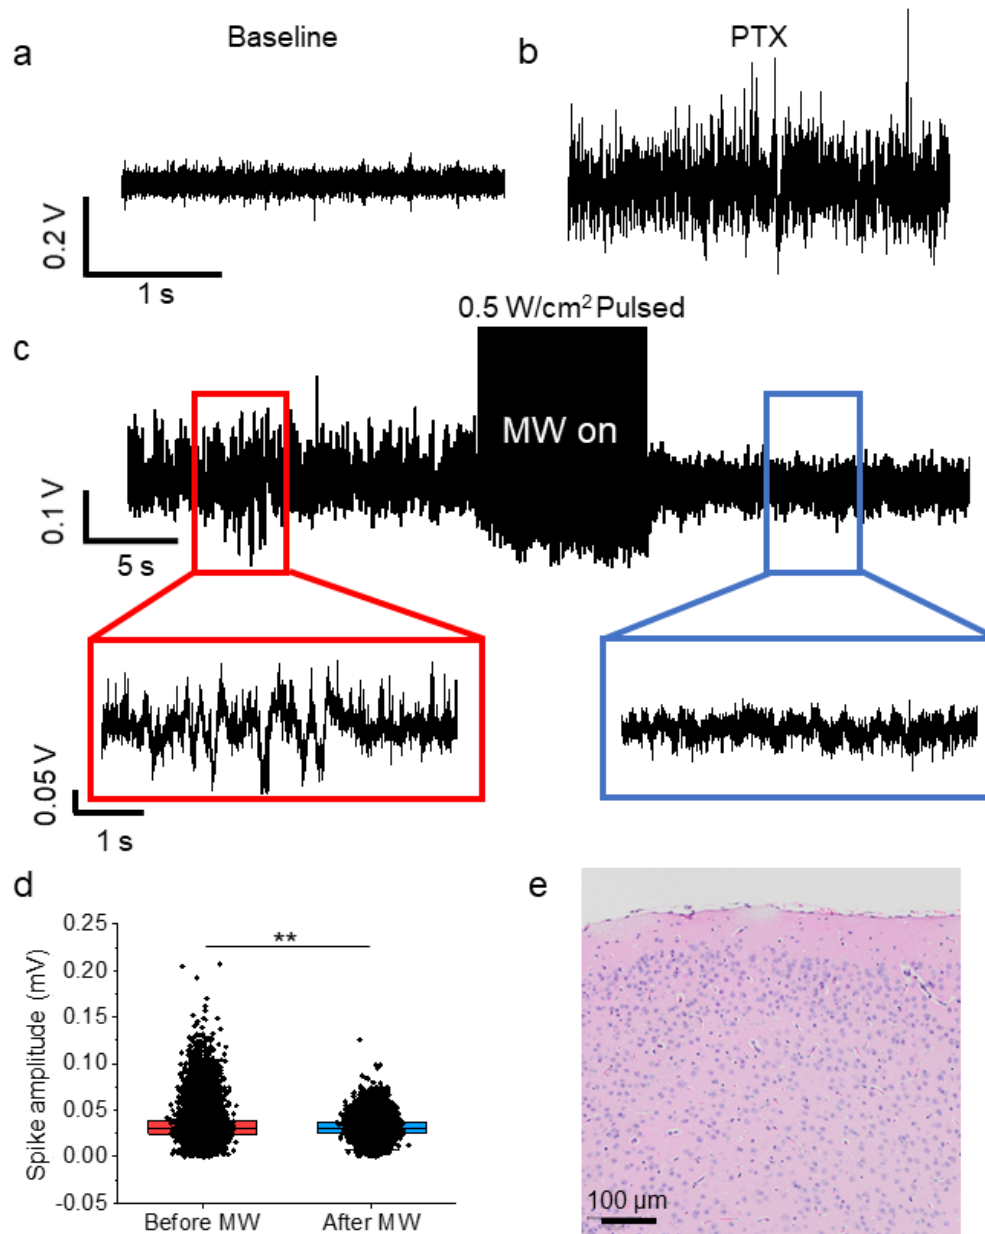 a
Baseline
b
PTX
0.2 V
1 s
0.5 W/cm² Pulsed
c
MW on
0.1 V
5 s
0.05 V
1 s
d
e
0.25
0.20
0.15
0.10
0.05
0.00
-0.05
Spike amplitude (mV)
**
Before MW
After MW
100 µm